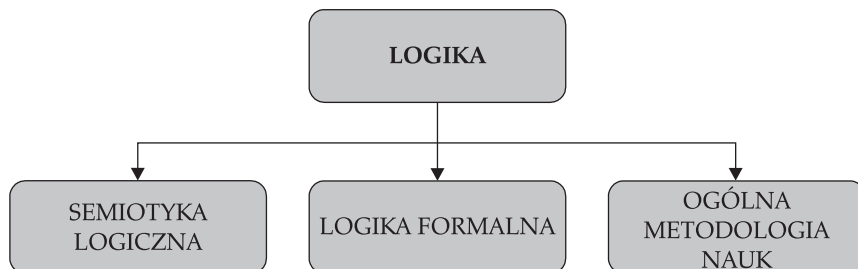 LOGIKA
SEMIOTYKA
LOGICZNA
LOGIKA FORMALNA
OGÓLNA
METODOLOGIA
NAUK